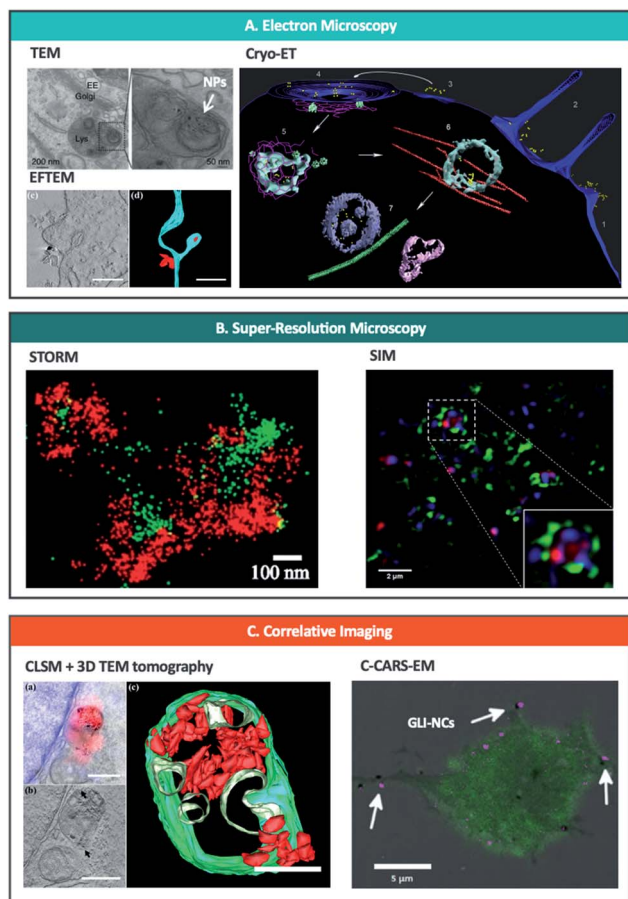 A. Electron Microscopy
TEM
Cryo-ET
EE
Golgi
Lys
NPs
200 nm
50 nm
EFTEM
(c)
(d)
4
3
2
5
6
7
1
B. Super-Resolution Microscopy
STORM
SIM
100 nm
2 µm
C. Correlative Imaging
CLSM + 3D TEM tomography
C-CARS-EM
(a)
(c)
GLI-NCs
(b)
5 µm